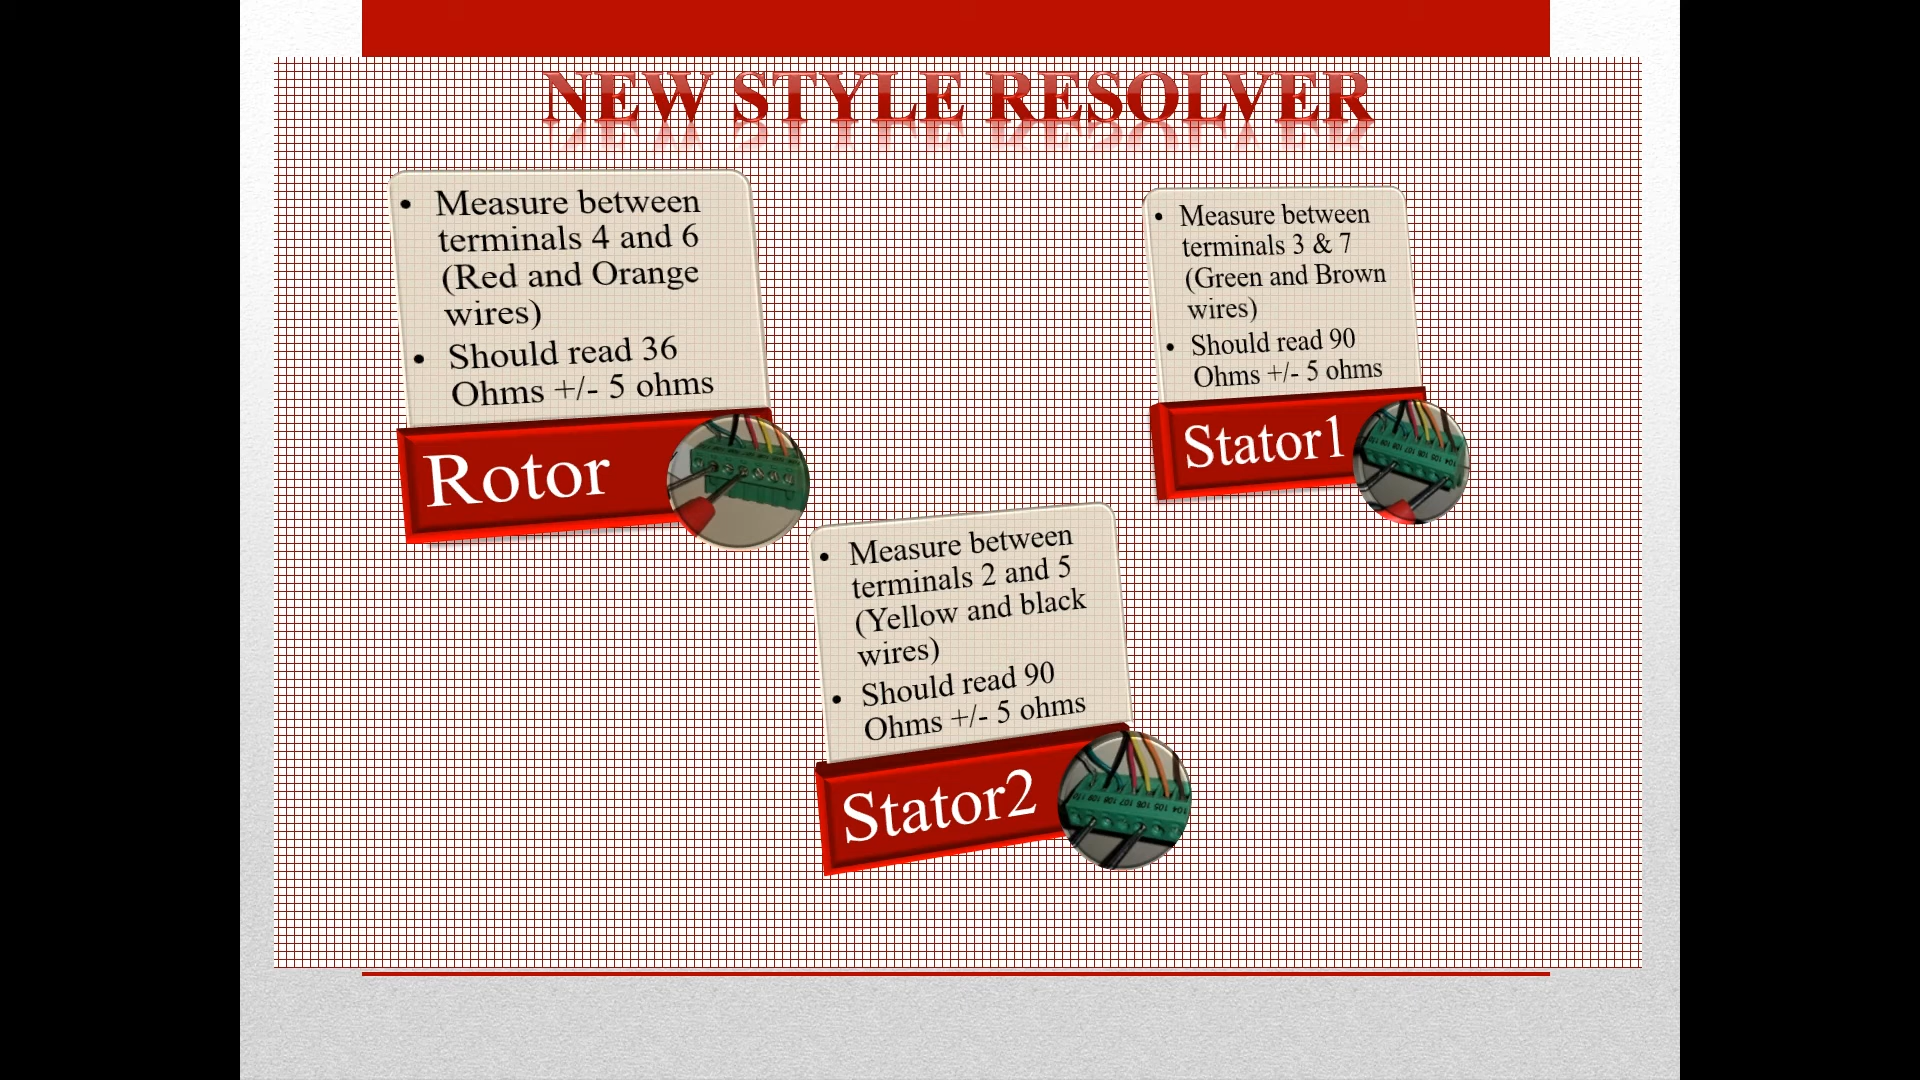 NEW STYLE RESOLVER
• Measure between
terminals 4 and 6
(Red and Orange
wires)
• Should read 36
Ohms +/- 5 ohms
Rotor
• Measure between
terminals 3 & 7
(Green and Brown
wires)
• Should read 90
Ohms +/- 5 ohms
Stator1
• Measure between
terminals 2 and 5
(Yellow and black
wires)
• Should read 90
Ohms +/- 5 ohms
Stator2